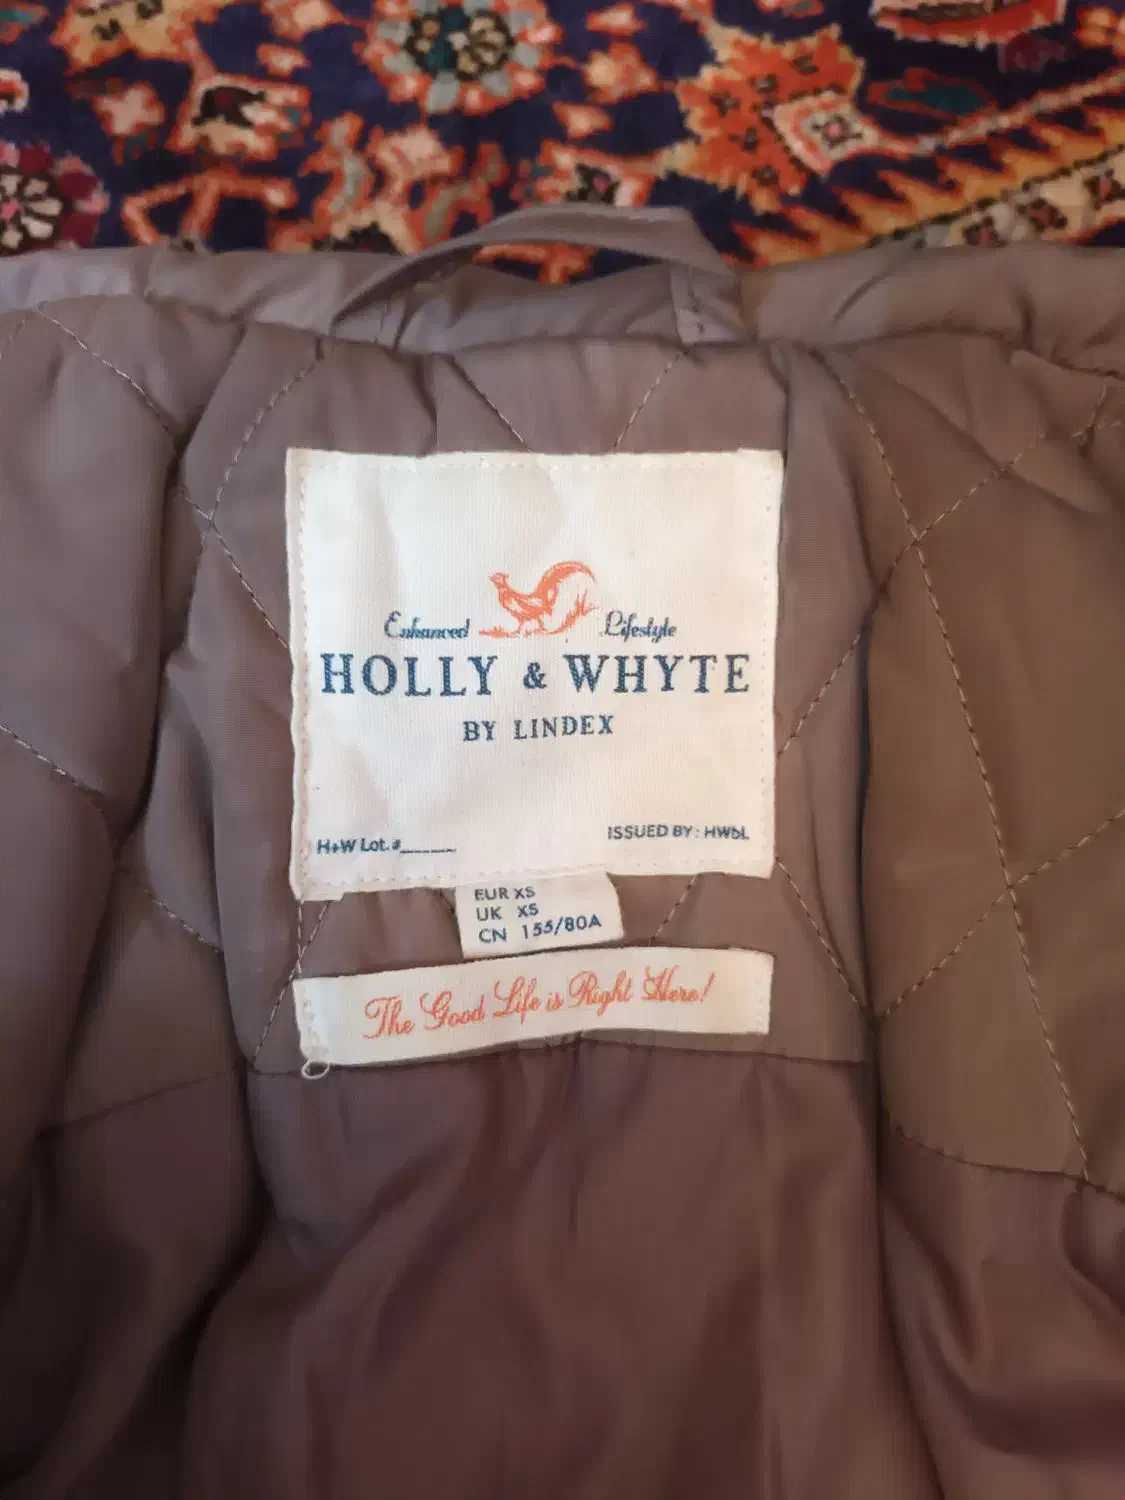 Enhanced Lifestyle
HOLLY & WHYTE
BY LINDEX
H+W Lot.#______ ISSUED BY: HWbL
EUR XS
UK XS
CN 155/80A
The Good Life is Right Here!